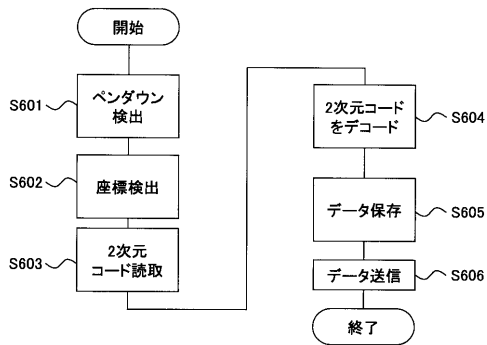 開始
S601
ペンダウン
検出
S602
座標検出
S603
2次元
コード読取
2次元コード
をデコード
S604
データ保存
S605
データ送信
S606
終了